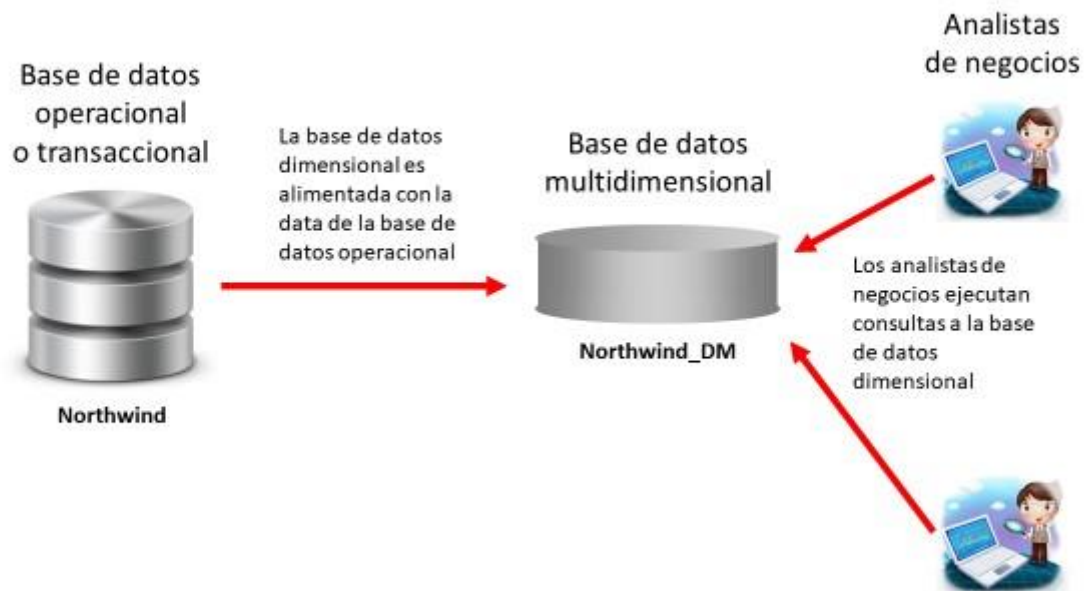 Base de datos
operacional
o transaccional
Northwind
La base de datos
dimensional es
alimentada con la
data de la base de
datos operacional
Base de datos
multidimensional
Northwind_DM
Analistas
de negocios
Los analistas de
negocios ejecutan
consultas a la base
de datos
dimensional